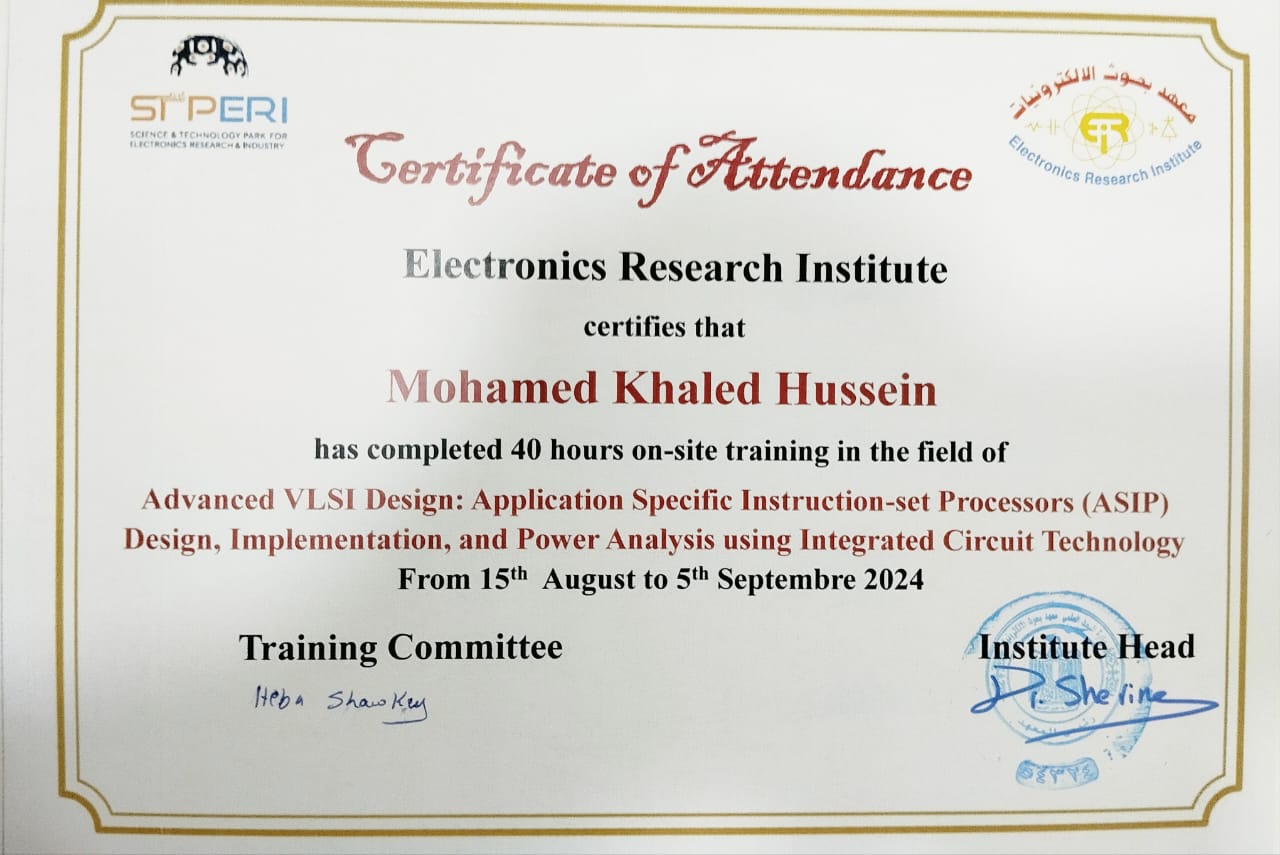 STPERI
SCIENCE & TECHNOLOGY PARK FOR
ELECTRONICS RESEARCH & INDUSTRY
معهد بحوث الالكترونيات
ERI
Electronics Research Institute
Certificate of Attendance
Electronics Research Institute
certifies that
Mohamed Khaled Hussein
has completed 40 hours on-site training in the field of
Advanced VLSI Design: Application Specific Instruction-set Processors (ASIP)
Design, Implementation, and Power Analysis using Integrated Circuit Technology
From 15th August to 5th Septembre 2024
Training Committee
Institute Head
Heba Shawkey
Dr. Sherine